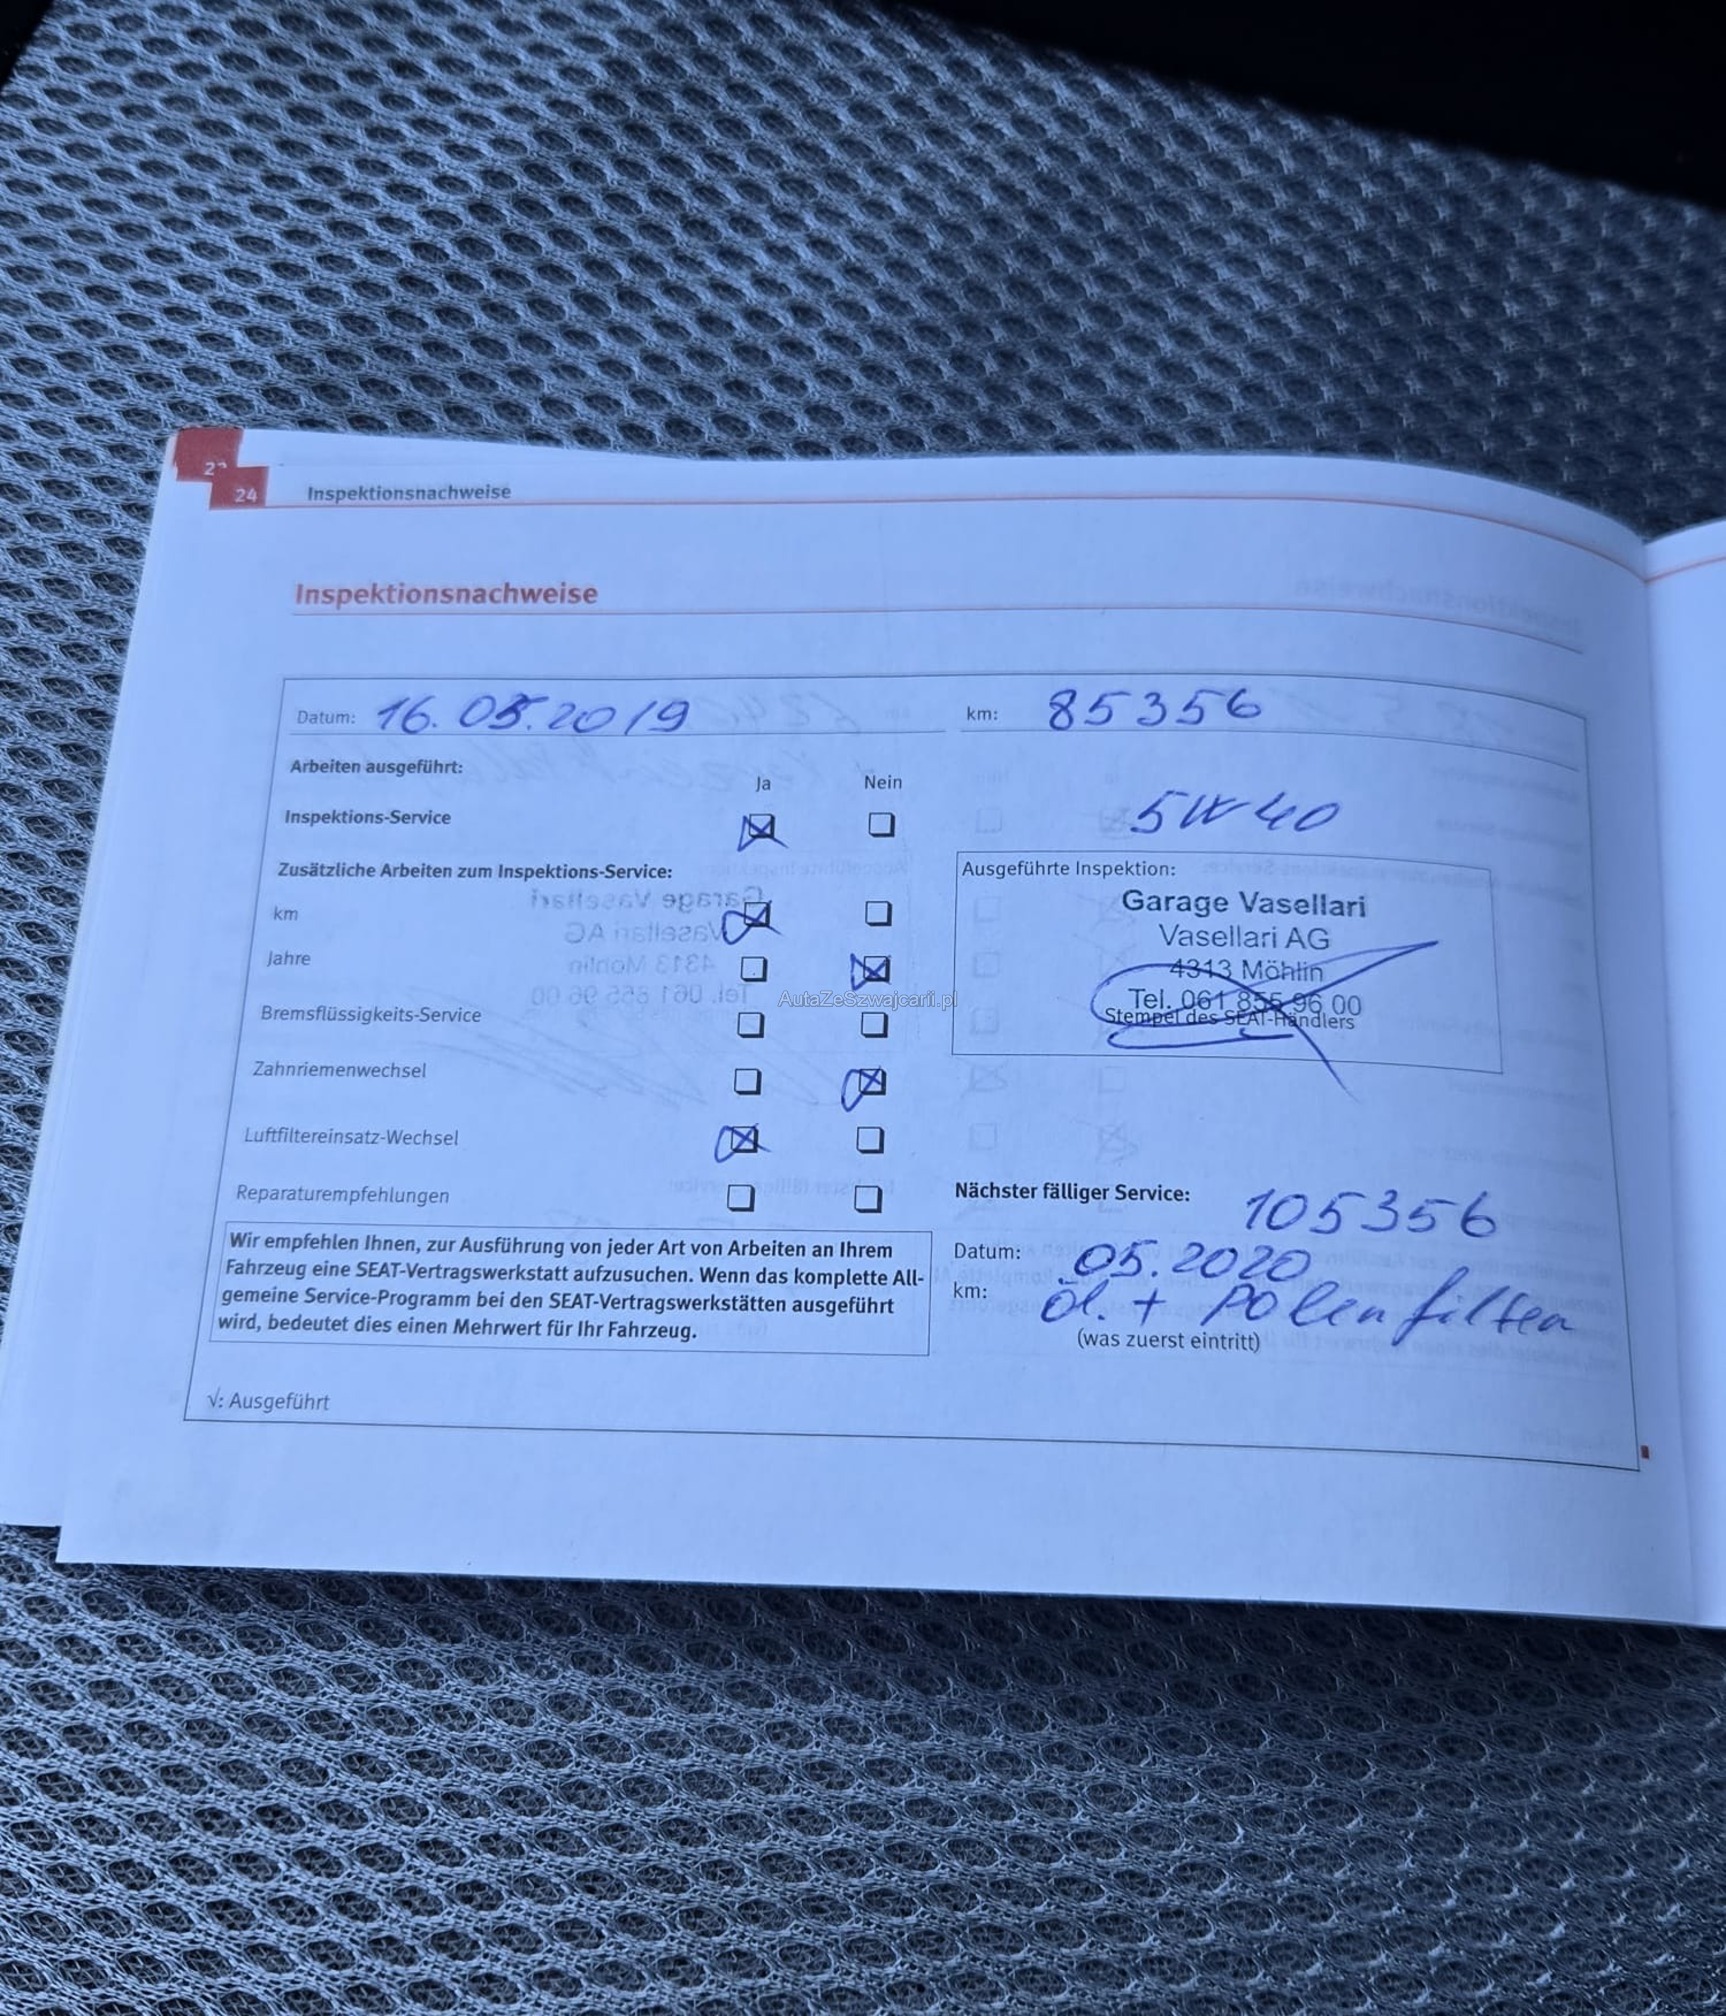 24 Inspektionsnachweise
Inspektionsnachweise
Datum: 16.05.2019 km: 85356
Arbeiten ausgeführt:
Ja Nein
Inspektions-Service
5W40
Zusätzliche Arbeiten zum Inspektions-Service:
km
Jahre
Bremsflüssigkeits-Service
Zahnriemenwechsel
Luftfiltereinsatz-Wechsel
Reparaturempfehlungen
Wir empfehlen Ihnen, zur Ausführung von jeder Art von Arbeiten an Ihrem
Fahrzeug eine SEAT-Vertragswerkstatt aufzusuchen. Wenn das komplette All-
gemeine Service-Programm bei den SEAT-Vertragswerkstätten ausgeführt
wird, bedeutet dies einen Mehrwert für Ihr Fahrzeug.
√: Ausgeführt
Ausgeführte Inspektion:
Garage Vasellari
Vasellari AG
4313 Möhlin
Tel. 061 855 96 00
Stempel des SEAT-Händlers
Nächster fälliger Service: 105356
Datum: 05.2020
km: + Polenfilter
(was zuerst eintritt)
AutaZeSzwajcarii.pl